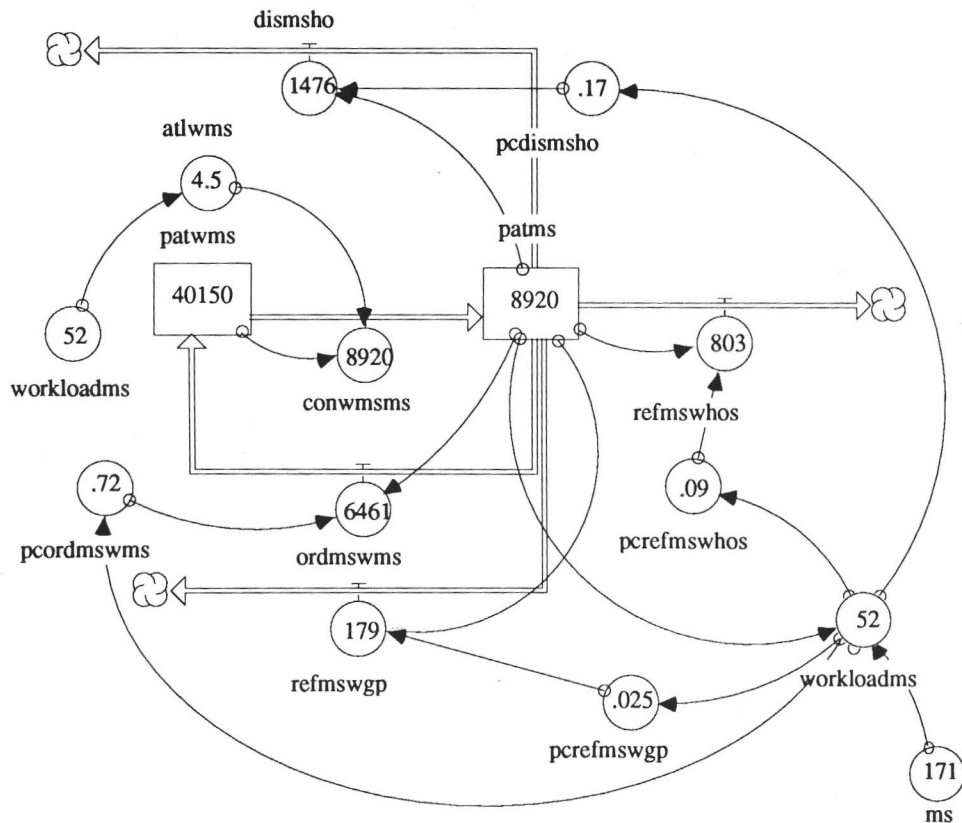 dismsho
1476
.17
pcdismsho
atlwms
4.5
patwms
40150
52
workloadms
8920
conwmsms
patms
8920
803
refmswhos
.09
pcrefmswhos
.72
pcordmswms
6461
ordmswms
179
refmswgp
.025
pcrefmswgp
52
workloadms
171
ms